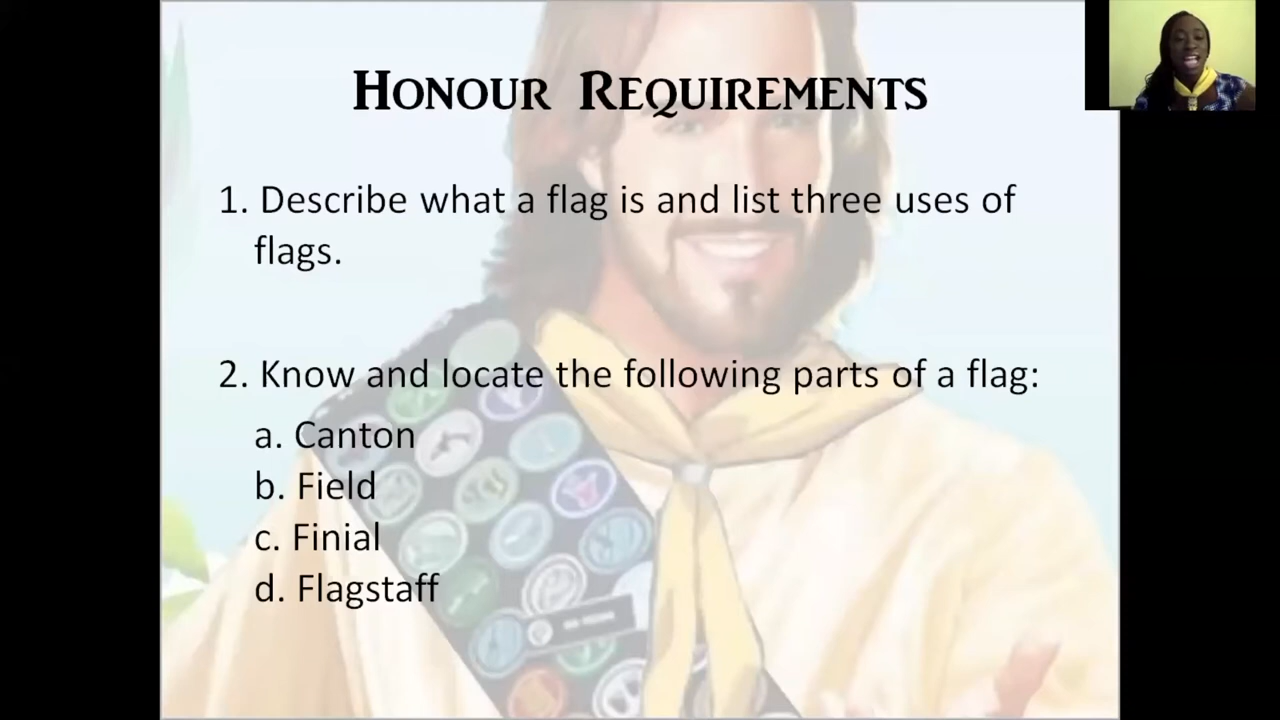 Honour Requirements
1. Describe what a flag is and list three uses of
flags.
2. Know and locate the following parts of a flag:
a. Canton
b. Field
c. Finial
d. Flagstaff